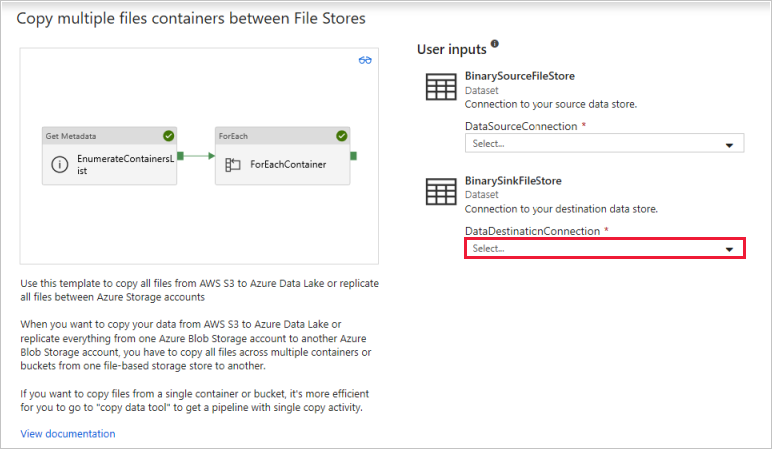 Copy multiple files containers between File Stores
Get Metadata
EnumerateContainersL
ist
ForEach
ForEachContainer
Use this template to copy all files from AWS S3 to Azure Data Lake or replicate
all files between Azure Storage accounts
When you want to copy your data from AWS S3 to Azure Data Lake or
replicate everything from one Azure Blob Storage account to another Azure
Blob Storage account, you have to copy all files across multiple containers or
buckets from one file-based storage store to another.
If you want to copy files from a single container or bucket, it's more efficient
for you to go to "copy data tool" to get a pipeline with single copy activity.
View documentation
User inputs
BinarySourceFileStore
Dataset
Connection to your source data store.
DataSourceConnection *
Select...
BinarySinkFileStore
Dataset
Connection to your destination data store.
DataDestinationConnection *
Select...